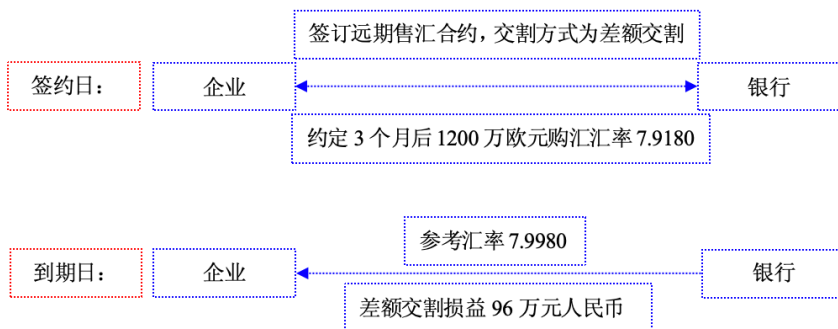 签订远期售汇合约，交割方式为差额交割
签约日：
企业
银行
约定 3 个月后 1200 万欧元购汇汇率 7.9180
参考汇率 7.9980
到期日：
企业
银行
差额交割损益 96 万元人民币